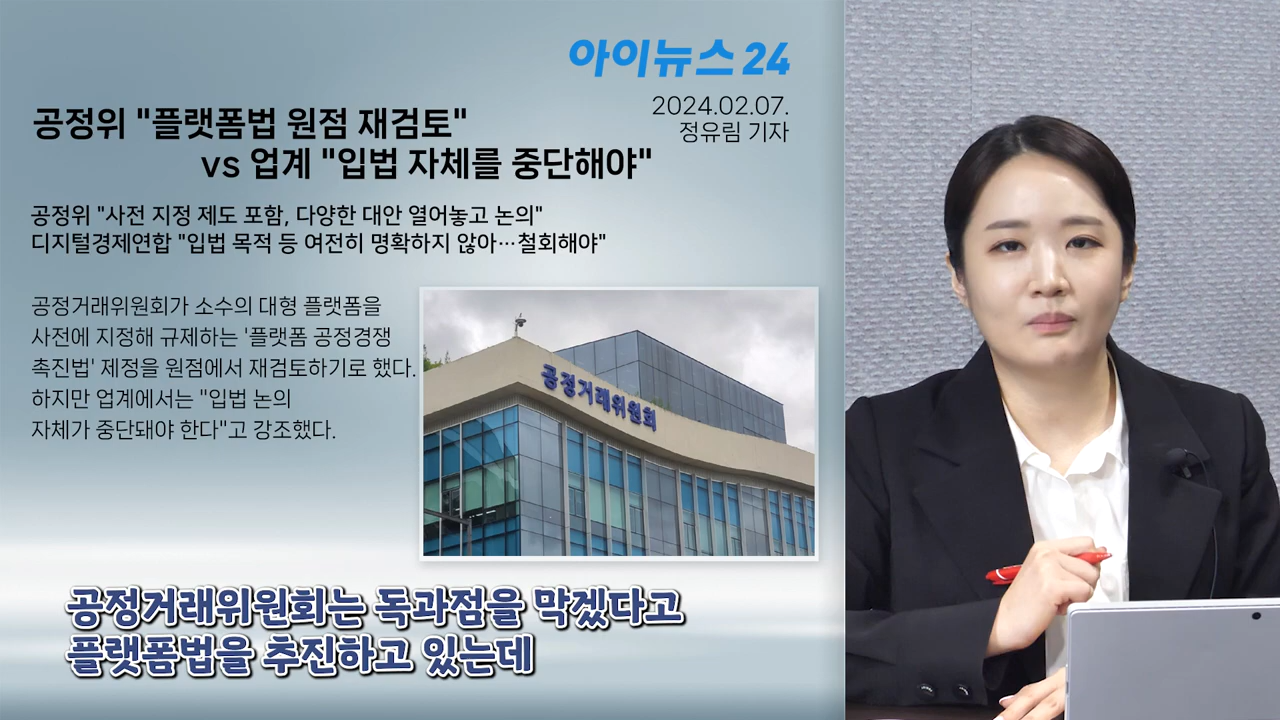 아이뉴스24
2024.02.07.
정유림 기자
공정위 "플랫폼법 원점 재검토"
vs 업계 "입법 자체를 중단해야"
공정위 "사전 지정 제도 포함, 다양한 대안 열어놓고 논의"
디지털경제연합 "입법 목적 등 여전히 명확하지 않아…철회해야"
공정거래위원회가 소수의 대형 플랫폼을
사전에 지정해 규제하는 '플랫폼 공정경쟁
촉진법' 제정을 원점에서 재검토하기로 했다.
하지만 업계에서는 "입법 논의
자체가 중단돼야 한다"고 강조했다.
공정거래위원회
공정거래위원회는 독과점을 막겠다고
플랫폼법을 추진하고 있는데